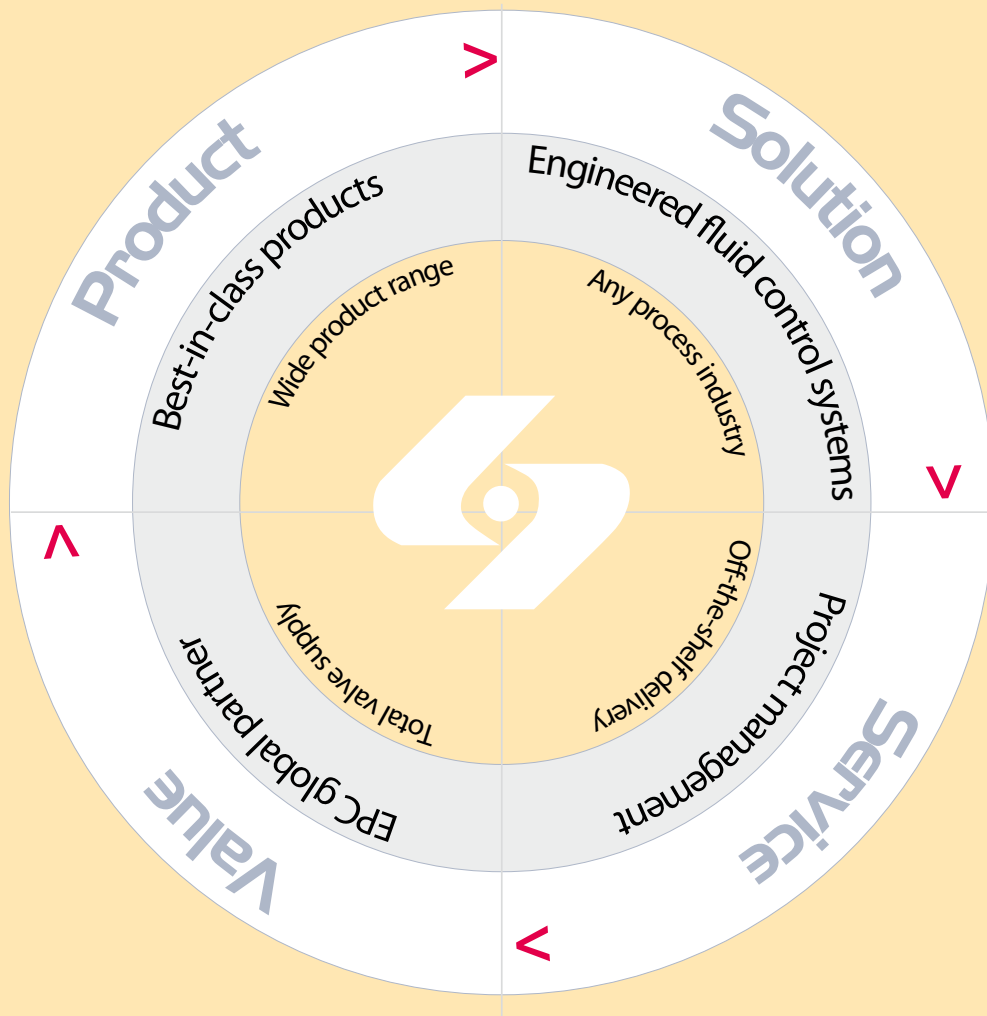 Product
Best-in-class products
Wide product range
Solution
Engineered fluid control systems
Any process industry
Service
Project management
Off-the-shelf delivery
Value
EPC global partner
Total valve supply